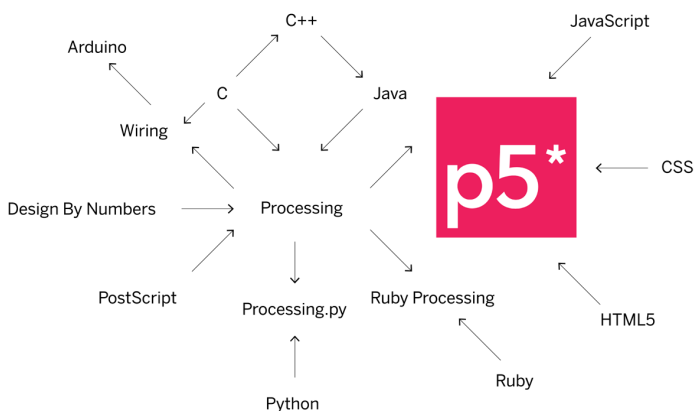 C++
JavaScript
Arduino
C
Java
Wiring
p5*
CSS
Design By Numbers
Processing
PostScript
Processing.py
Ruby Processing
HTML5
Ruby
Python